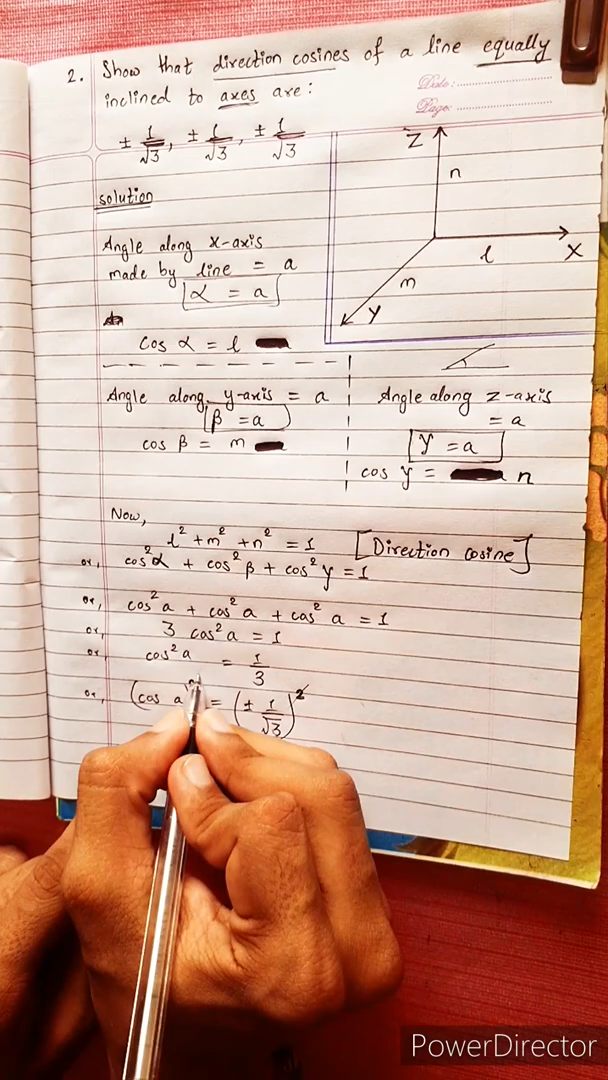 2. Show that direction cosines of a line equally
inclined to axes are:
Date:
Page:
± 1/√3, ± 1/√3, ± 1/√3
solution
Z
n
l
X
m
Y
Angle along x-axis
made by line = a
α = a
cos α = l
Angle along y-axis = a
β = a
cos β = m
Angle along z-axis
= a
γ = a
cos γ = n
Now,
l² + m² + n² = 1 [Direction cosine]
or, cos²α + cos²β + cos²γ = 1
or, cos²a + cos²a + cos²a = 1
or, 3 cos²a = 1
or cos²a = 1/3
or, (cos a = (± 1/√3)²
PowerDirector